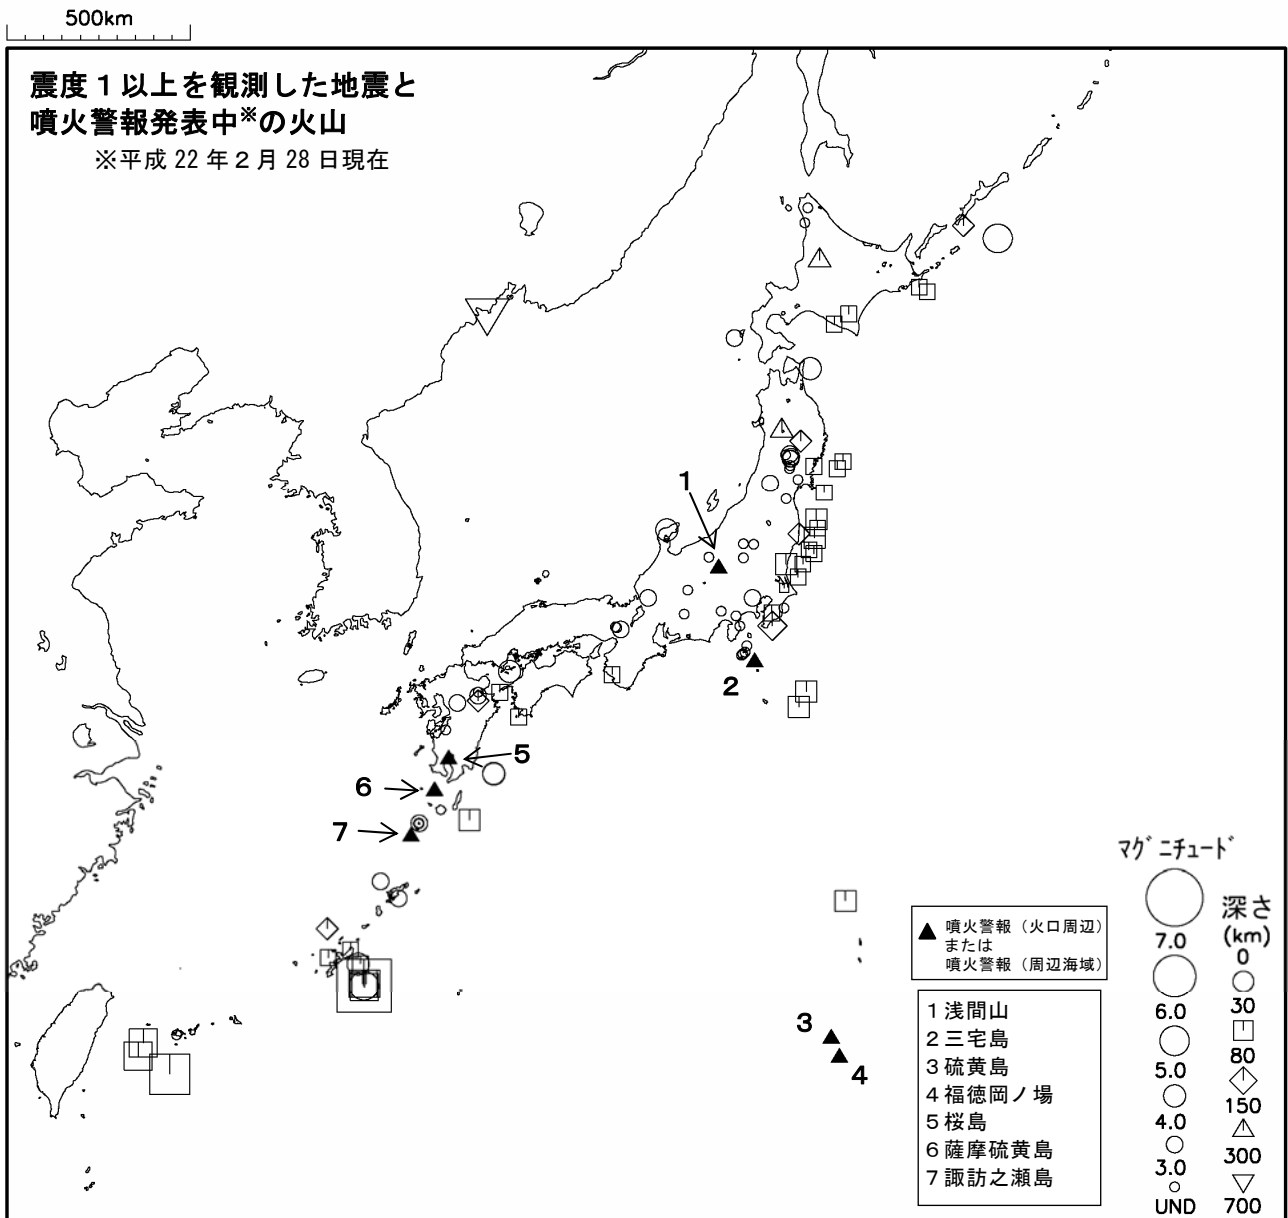 500km
震度１以上を観測した地震と
噴火警報発表中※の火山
※平成 22 年２月 28 日現在
1
2
5
6
7
3
4
▲ 噴火警報（火口周辺）
または
噴火警報（周辺海域）
１浅間山
２三宅島
３硫黄島
４福徳岡ノ場
５桜島
６薩摩硫黄島
７諏訪之瀬島
マグニチュード
7.0
6.0
5.0
4.0
3.0
UND
深さ
(km)
0
30
80
150
300
700